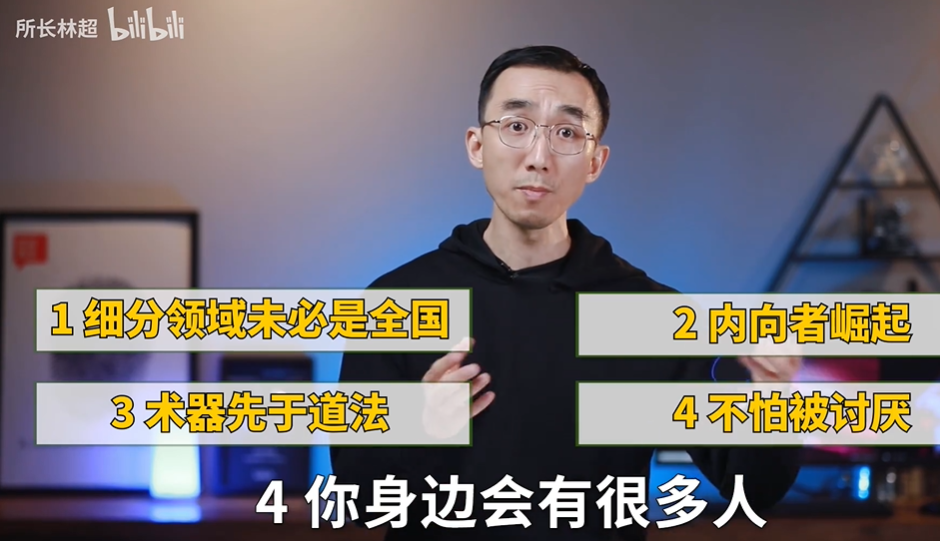 所长林超 bilibili
1 细分领域未必是全国
2 内向者崛起
3 术器先于道法
4 不怕被讨厌
4 你身边会有很多人